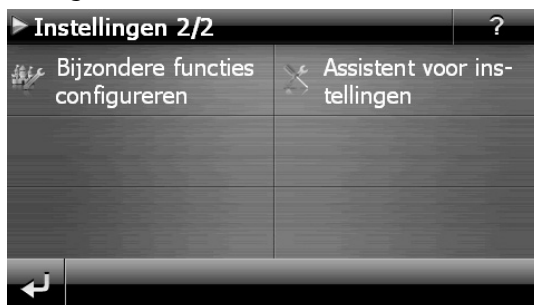 Instellingen 2/2
?
Bijzondere functies
configureren
Assistent voor ins-
tellingen